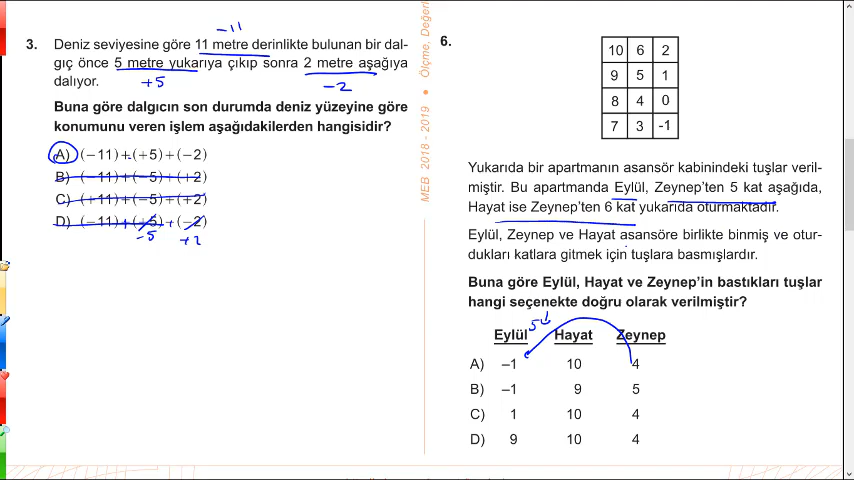 −11
3. Deniz seviyesine göre 11 metre derinlikte bulunan bir dal-
gıç önce 5 metre yukarıya çıkıp sonra 2 metre aşağıya
dalıyor.
+5
−2
Buna göre dalgıcın son durumda deniz yüzeyine göre
konumunu veren işlem aşağıdakilerden hangisidir?
A) (−11)+(+5)+(−2)
B) (−11)+(−5)+(+2)
C) (+11)+(−5)+(+2)
D) (−11)+(+5)+(−2)
−5
+2
MEB 2018 - 2019 ● Ölçme, Değerl
6.
10 6 2
9 5 1
8 4 0
7 3 -1
Yukarıda bir apartmanın asansör kabinindeki tuşlar veril-
miştir. Bu apartmanda Eylül, Zeynep’ten 5 kat aşağıda,
Hayat ise Zeynep’ten 6 kat yukarıda oturmaktadır.
Eylül, Zeynep ve Hayat asansöre birlikte binmiş ve otur-
dukları katlara gitmek için tuşlara basmışlardır.
Buna göre Eylül, Hayat ve Zeynep’in bastıkları tuşlar
hangi seçenekte doğru olarak verilmiştir?
5↓
Eylül Hayat Zeynep
A) –1 10 4
B) –1 9 5
C) 1 10 4
D) 9 10 4